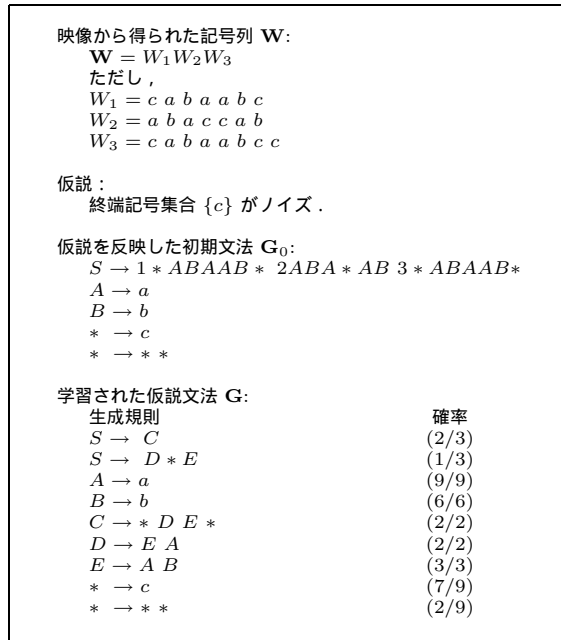 映像から得られた記号列 W:
W = W₁W₂W₃
ただし，
W₁ = c a b a a b c
W₂ = a b a c c a b
W₃ = c a b a a b c c
仮説：
終端記号集合 {c} がノイズ．
仮説を反映した初期文法 G₀:
S → 1 * ABAAB * 2ABA * AB 3 * ABAAB*
A → a
B → b
* → c
* → * *
学習された仮説文法 G:
生成規則 確率
S → C (2/3)
S → D * E (1/3)
A → a (9/9)
B → b (6/6)
C → * D E * (2/2)
D → E A (2/2)
E → A B (3/3)
* → c (7/9)
* → * * (2/9)